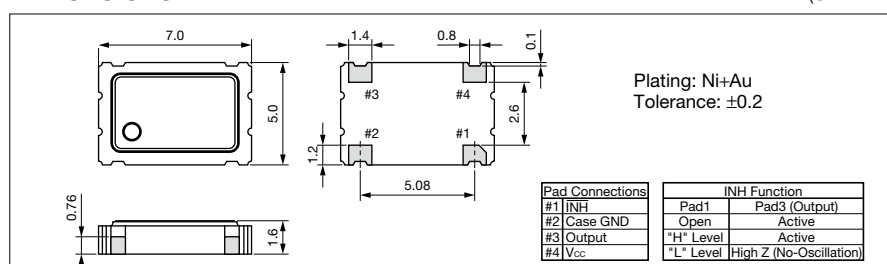 7.0
5.0
0.76
1.6
1.4
0.8
0.1
#3
#4
2.6
#2
#1
1.2
5.08
Plating: Ni+Au
Tolerance: ±0.2
Pad Connections
#1 INH
#2 Case GND
#3 Output
#4 Vcc
INH Function
Pad1 Pad3 (Output)
Open Active
"H" Level Active
"L" Level High Z (No-Oscillation)